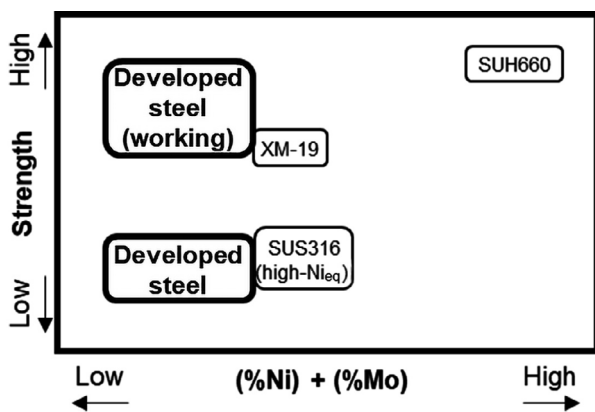 High
Strength
Low
Developed
steel
(working)
SUH660
XM-19
Developed
steel
SUS316
(high-Nieq)
Low
(%Ni) + (%Mo)
High